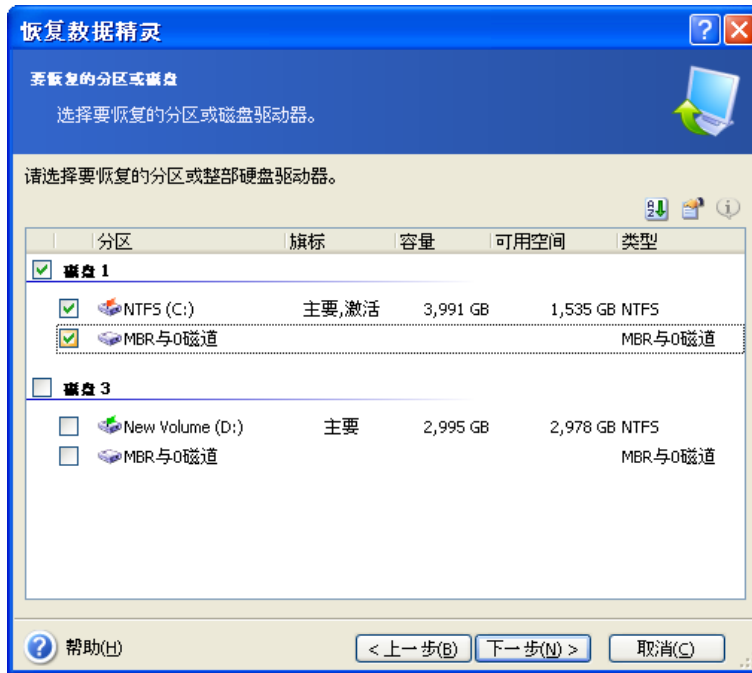 恢复数据精灵
要恢复的分区或磁盘
选择要恢复的分区或磁盘驱动器。
请选择要恢复的分区或整部硬盘驱动器。
分区 旗标 容量 可用空间 类型
磁盘 1
NTFS (C:) 主要,激活 3,991 GB 1,535 GB NTFS
MBR与0磁道 MBR与0磁道
磁盘 3
New Volume (D:) 主要 2,995 GB 2,978 GB NTFS
MBR与0磁道 MBR与0磁道
帮助(H) <上一步(B) 下一步(N)> 取消(C)